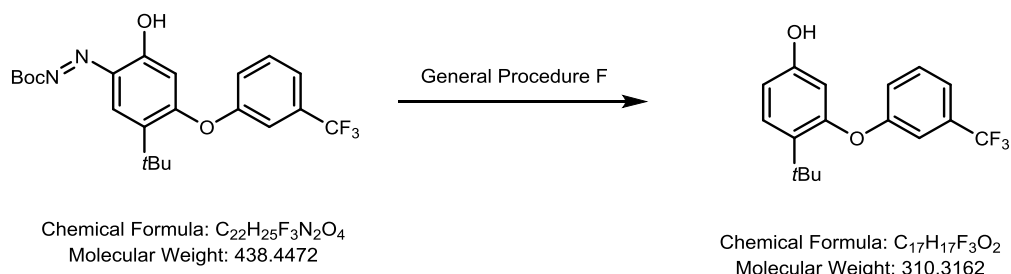 OH
N
BocN
O
CF3
tBu
General Procedure F
OH
O
CF3
tBu
Chemical Formula: C22H25F3N2O4
Molecular Weight: 438.4472
Chemical Formula: C17H17F3O2
Molecular Weight: 310.3162